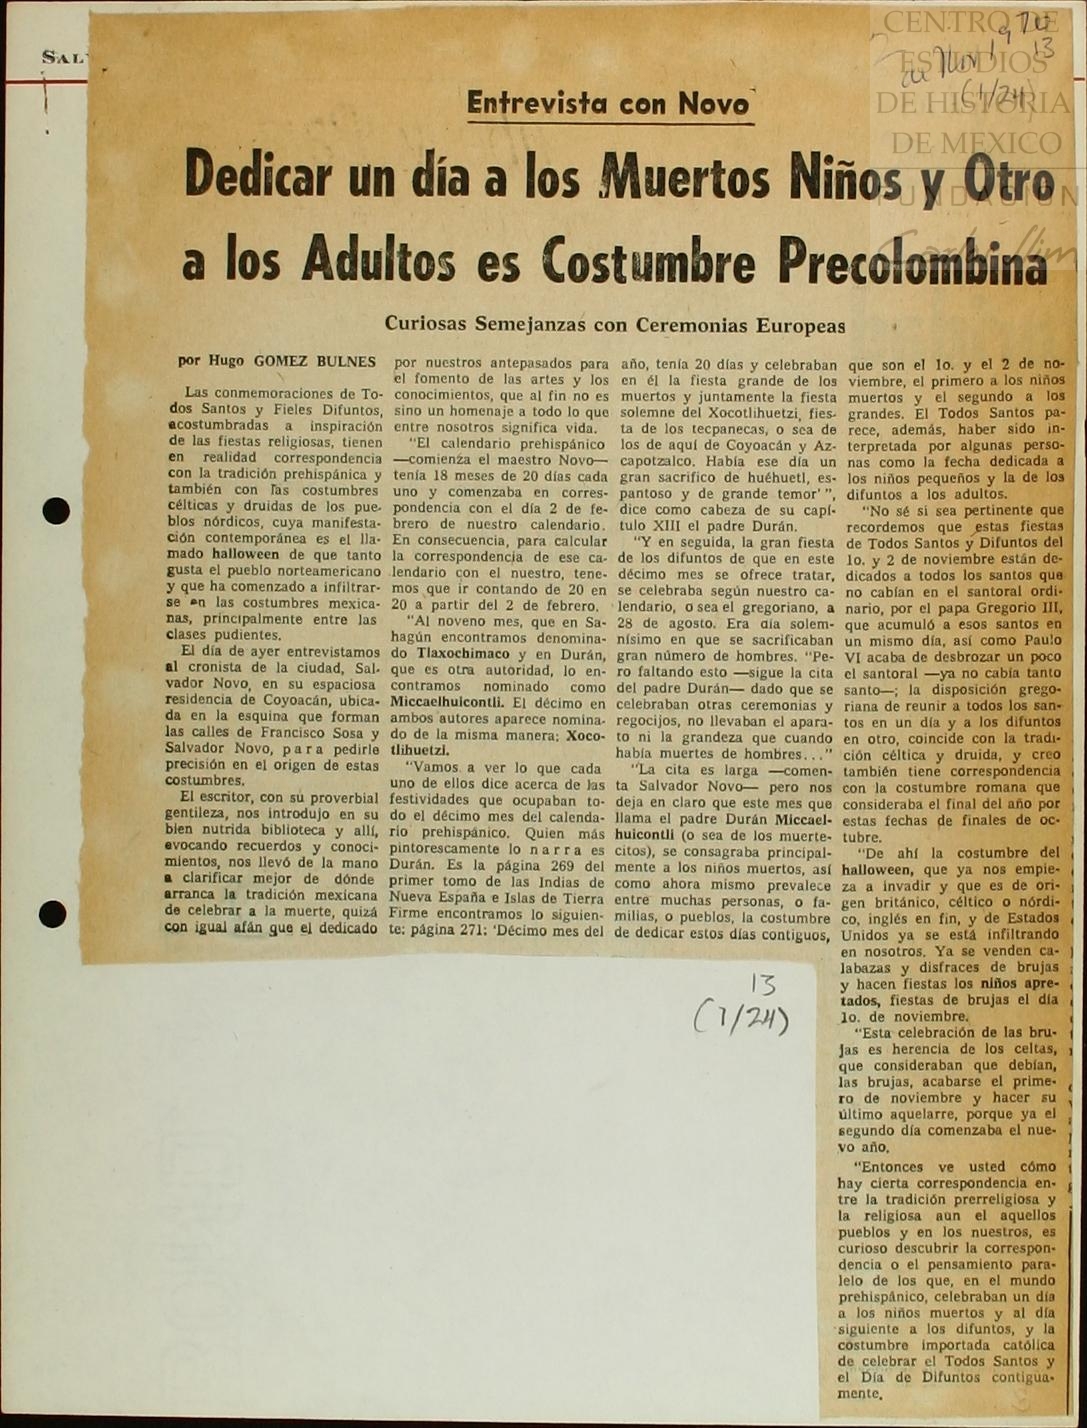 CENTRO DE
ESTUDIOS
DE HISTORIA
DE MEXICO
FUNDACION
Carlos Slim
de Nov 1970
13
(1/24)
SAL
Entrevista con Novo
Dedicar un día a los Muertos Niños y Otro
a los Adultos es Costumbre Precolombina
Curiosas Semejanzas con Ceremonias Europeas
por Hugo GOMEZ BULNES
Las conmemoraciones de To-
dos Santos y Fieles Difuntos,
acostumbradas a inspiración
de las fiestas religiosas, tienen
en realidad correspondencia
con la tradición prehispánica y
también con las costumbres
célticas y druidas de los pue-
blos nórdicos, cuya manifesta-
ción contemporánea es el lla-
mado halloween de que tanto
gusta el pueblo norteamericano
y que ha comenzado a infiltrar-
se en las costumbres mexica-
nas, principalmente entre las
clases pudientes.
El día de ayer entrevistamos
al cronista de la ciudad, Sal-
vador Novo, en su espaciosa
residencia de Coyoacán, ubica-
da en la esquina que forman
las calles de Francisco Sosa y
Salvador Novo, para pedirle
precisión en el origen de estas
costumbres.
El escritor, con su proverbial
gentileza, nos introdujo en su
bien nutrida biblioteca y allí,
evocando recuerdos y conoci-
mientos, nos llevó de la mano
a clarificar mejor de dónde
arranca la tradición mexicana
de celebrar a la muerte, quizá
con igual afán que el dedicado
por nuestros antepasados para
el fomento de las artes y los
conocimientos, que al fin no es
sino un homenaje a todo lo que
entre nosotros significa vida.
"El calendario prehispánico
—comienza el maestro Novo—
tenía 18 meses de 20 días cada
uno y comenzaba en corres-
pondencia con el día 2 de fe-
brero de nuestro calendario.
En consecuencia, para calcular
la correspondencia de ese ca-
lendario con el nuestro, tene-
mos que ir contando de 20 en
20 a partir del 2 de febrero.
"Al noveno mes, que en Sa-
hagún encontramos denomina-
do Tlaxochimaco y en Durán,
que es otra autoridad, lo en-
contramos nominado como
Miccaelhuicontli. El décimo en
ambos autores aparece nomina-
do de la misma manera: Xoco-
tlihuetzi.
"Vamos a ver lo que cada
uno de ellos dice acerca de las
festividades que ocupaban to-
do el décimo mes del calenda-
rio prehispánico. Quien más
pintorescamente lo narra es
Durán. Es la página 269 del
primer tomo de las Indias de
Nueva España e Islas de Tierra
Firme encontramos lo siguien-
te: página 271: 'Décimo mes del
año, tenía 20 días y celebraban
en él la fiesta grande de los
muertos y juntamente la fiesta
solemne del Xocotlihuetzi, fies-
ta de los tecpanecas, o sea de
los de aquí de Coyoacán y Az-
capotzalco. Había ese día un
gran sacrifico de huéhuetl, es-
pantoso y de grande temor' ",
dice como cabeza de su capí-
tulo XIII el padre Durán.
"Y en seguida, la gran fiesta
de los difuntos de que en este
décimo mes se ofrece tratar,
se celebraba según nuestro ca-
lendario, o sea el gregoriano, a
28 de agosto. Era día solem-
nísimo en que se sacrificaban
gran número de hombres. "Pe-
ro faltando esto —sigue la cita
del padre Durán— dado que se
celebraban otras ceremonias y
regocijos, no llevaban el apara-
to ni la grandeza que cuando
había muertes de hombres..."
"La cita es larga —comen-
ta Salvador Novo— pero nos
deja en claro que este mes que
llama el padre Durán Miccael-
huicontli (o sea de los muerte-
citos), se consagraba principal-
mente a los niños muertos, así
como ahora mismo prevalece
entre muchas personas, o fa-
milias, o pueblos, la costumbre
de dedicar estos días contiguos,
que son el 1o. y el 2 de no-
viembre, el primero a los niños
muertos y el segundo a los
grandes. El Todos Santos pa-
rece, además, haber sido in-
terpretada por algunas perso-
nas como la fecha dedicada a
los niños pequeños y la de los
difuntos a los adultos.
"No sé si sea pertinente que
recordemos que estas fiestas
de Todos Santos y Difuntos del
1o. y 2 de noviembre están de-
dicados a todos los santos que
no cabían en el santoral ordi-
nario, por el papa Gregorio III,
que acumuló a esos santos en
un mismo día, así como Paulo
VI acaba de desbrozar un poco
el santoral —ya no cabía tanto
santo—; la disposición grego-
riana de reunir a todos los san-
tos en un día y a los difuntos
en otro, coincide con la tradi-
ción céltica y druida, y creo
también tiene correspondencia
con la costumbre romana que
consideraba el final del año por
estas fechas de finales de oc-
tubre.
"De ahí la costumbre del
halloween, que ya nos empie-
za a invadir y que es de ori-
gen británico, céltico o nórdi-
co, inglés en fin, y de Estados
Unidos ya se está infiltrando
en nosotros. Ya se venden ca-
labazas y disfraces de brujas
y hacen fiestas los niños apre-
tados, fiestas de brujas el día
1o. de noviembre.
"Esta celebración de las bru-
jas es herencia de los celtas,
que consideraban que debían,
las brujas, acabarse el prime-
ro de noviembre y hacer su
último aquelarre, porque ya el
segundo día comenzaba el nue-
vo año.
"Entonces ve usted cómo
hay cierta correspondencia en-
tre la tradición prerreligiosa y
la religiosa aun el aquellos
pueblos y en los nuestros, es
curioso descubrir la correspon-
dencia o el pensamiento para-
lelo de los que, en el mundo
prehispánico, celebraban un día
a los niños muertos y al día
siguiente a los difuntos, y la
costumbre importada católica
de celebrar el Todos Santos y
el Día de Difuntos contigua-
mente.
13
(1/24)